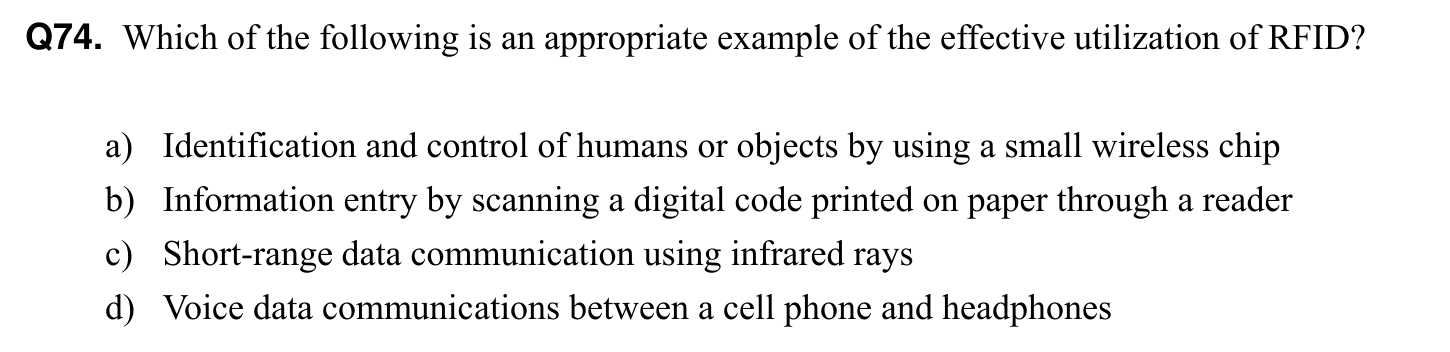 Q74. Which of the following is an appropriate example of the effective utilization of RFID?
a) Identification and control of humans or objects by using a small wireless chip
b) Information entry by scanning a digital code printed on paper through a reader
c) Short-range data communication using infrared rays
d) Voice data communications between a cell phone and headphones